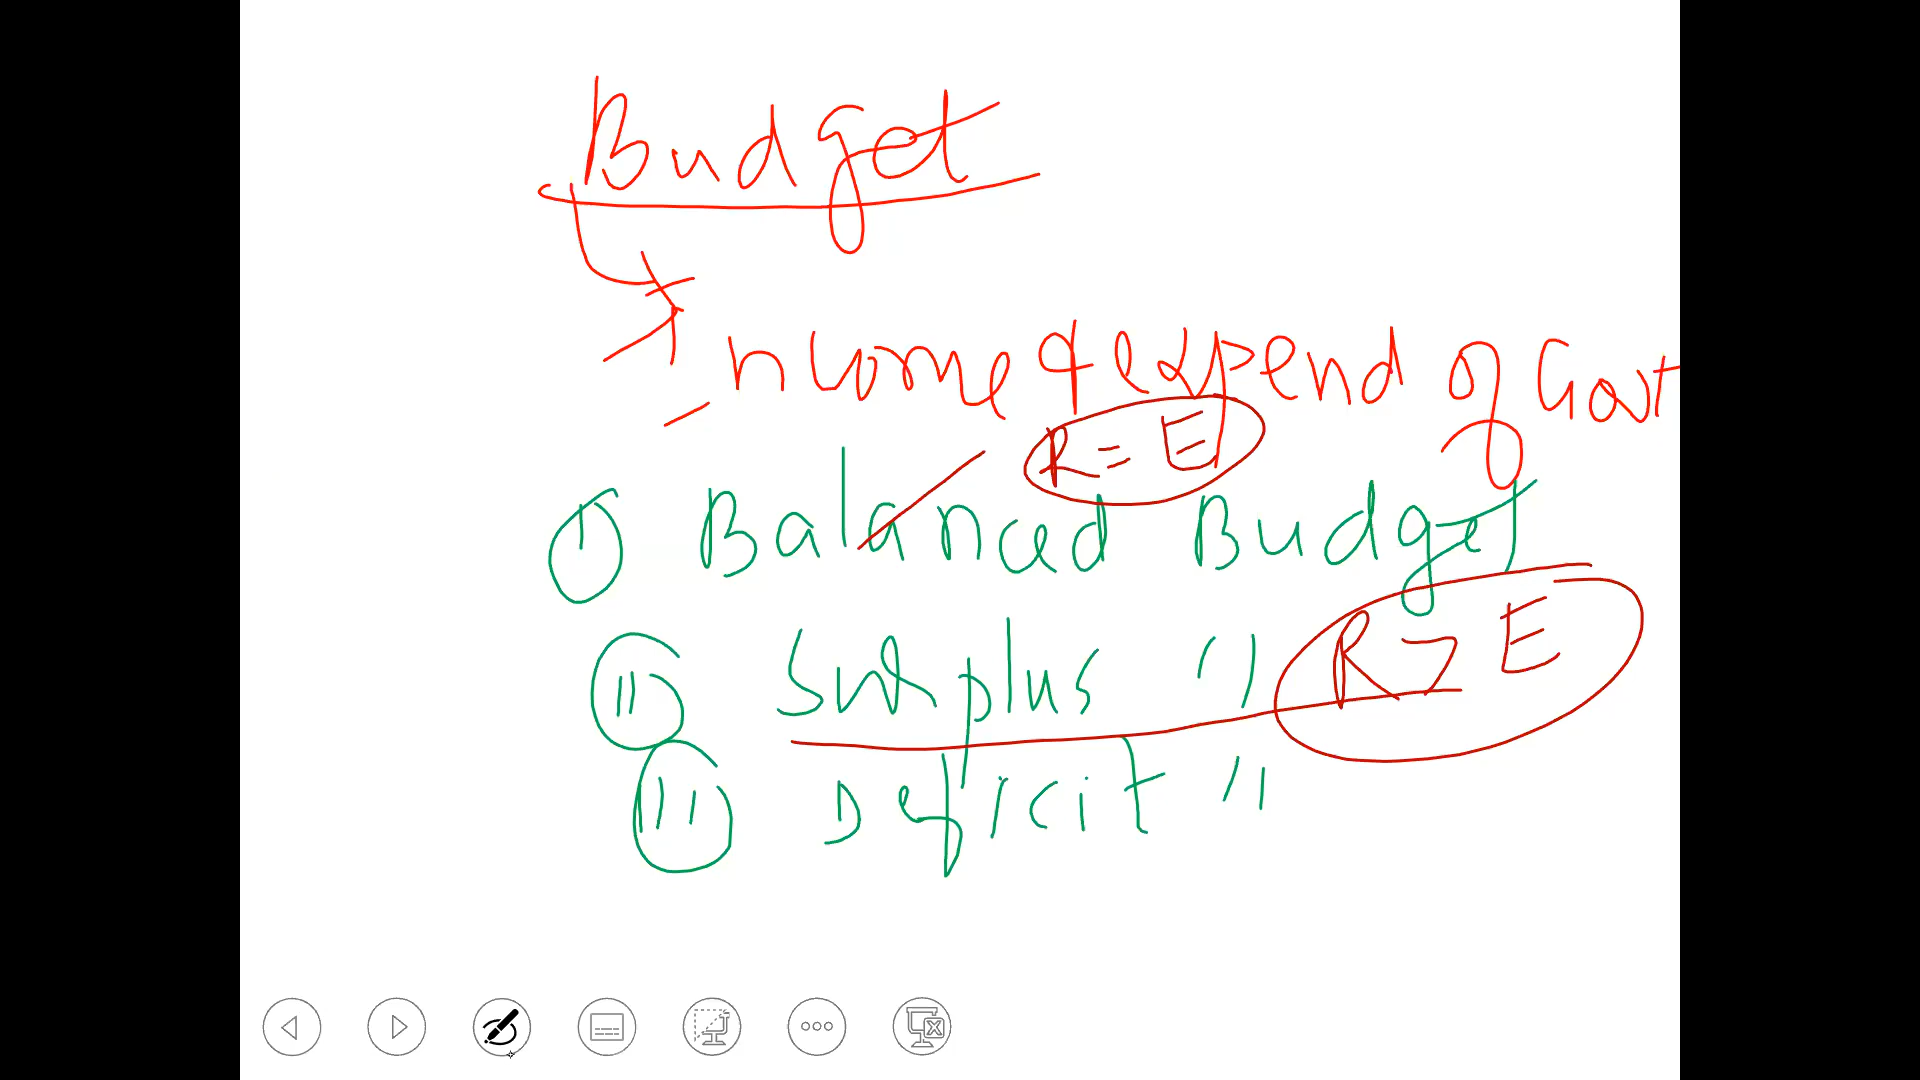 Budget
Income & expend of Govt
R = E
I Balanced Budget
II Surplus " R > E
III Deficit "